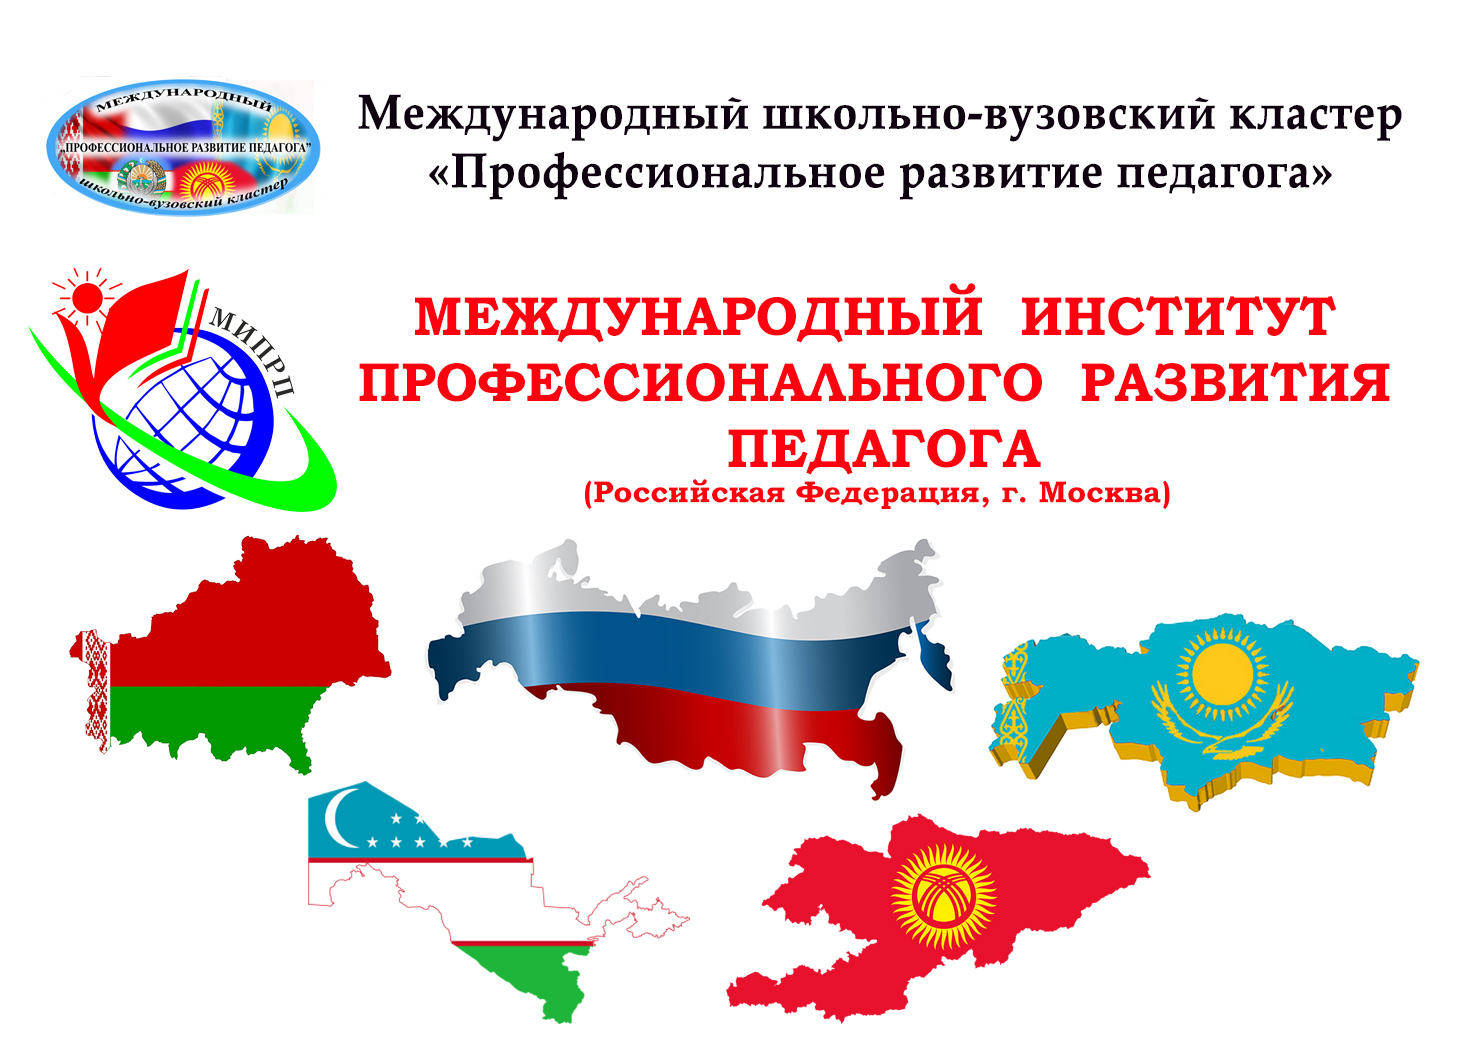 МЕЖДУНАРОДНЫЙ
„ПРОФЕССИОНАЛЬНОЕ РАЗВИТИЕ ПЕДАГОГА”
школьно-вузовский кластер
Международный школьно-вузовский кластер
«Профессиональное развитие педагога»
МИПРП
МЕЖДУНАРОДНЫЙ ИНСТИТУТ
ПРОФЕССИОНАЛЬНОГО РАЗВИТИЯ
ПЕДАГОГА
(Российская Федерация, г. Москва)